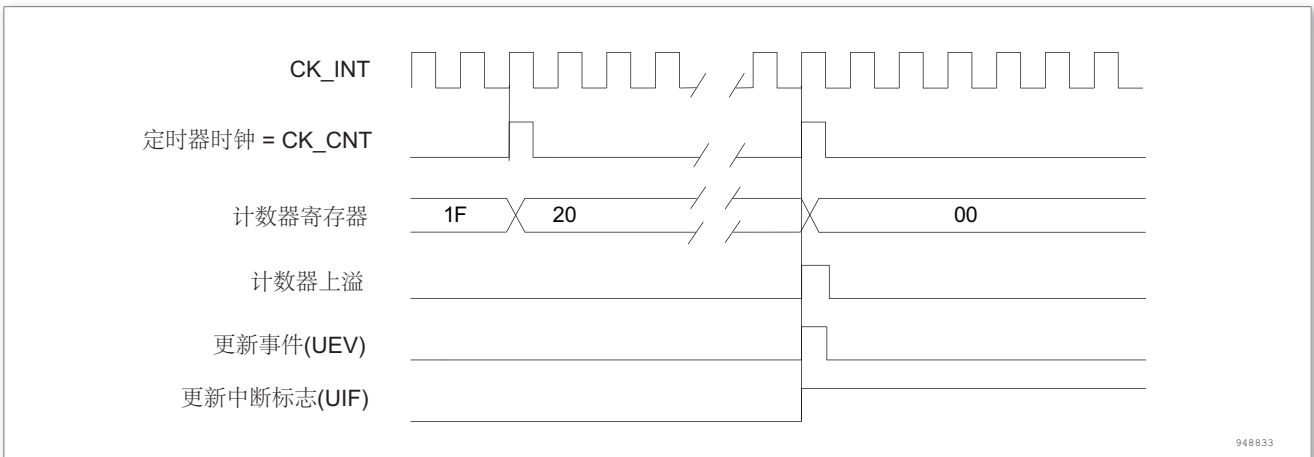 CK_INT
定时器时钟 = CK_CNT
计数器寄存器 1F 20 00
计数器上溢
更新事件(UEV)
更新中断标志(UIF)
948833